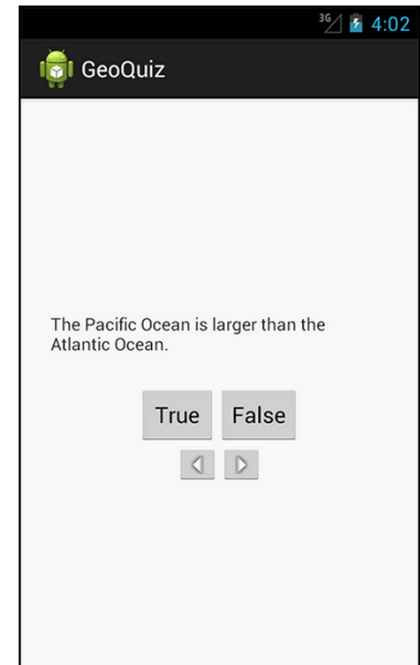 3G 4:02
GeoQuiz
The Pacific Ocean is larger than the
Atlantic Ocean.
True False